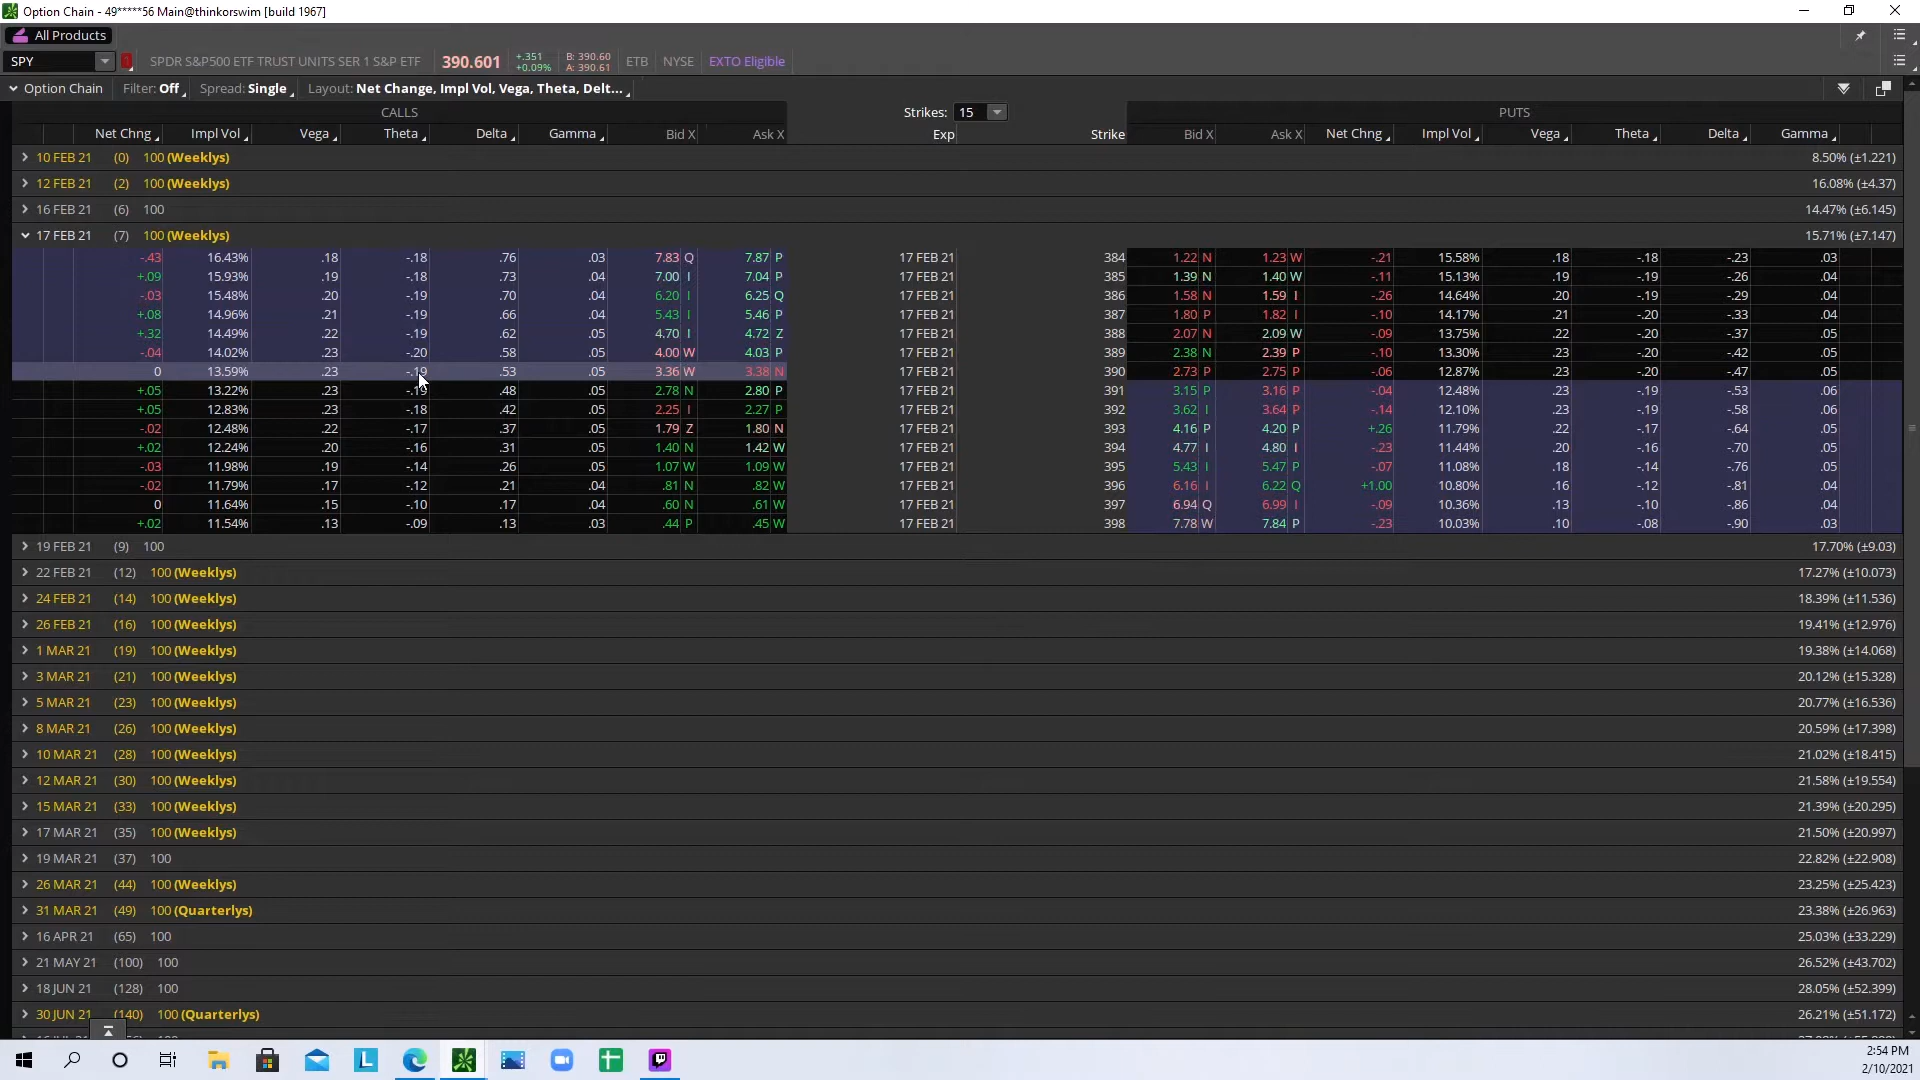 Option Chain - 49*****56 Main@thinkorswim [build 1967]
All Products
SPY SPDR S&P500 ETF TRUST UNITS SER 1 S&P ETF 390.601 +.351 +0.09% B: 390.60 A: 390.61 ETB NYSE EXTO Eligible
Option Chain Filter: Off Spread: Single Layout: Net Change, Impl Vol, Vega, Theta, Delt...
CALLS Strikes: 15 PUTS
Net Chng Impl Vol Vega Theta Delta Gamma Bid X Ask X Exp Strike Bid X Ask X Net Chng Impl Vol Vega Theta Delta Gamma
10 FEB 21 (0) 100 (Weeklys) 8.50% (±1.221)
12 FEB 21 (2) 100 (Weeklys) 16.08% (±4.37)
16 FEB 21 (6) 100 14.47% (±6.145)
17 FEB 21 (7) 100 (Weeklys) 15.71% (±7.147)
-.43 16.43% .18 -.18 .76 .03 7.83 Q 7.87 P 17 FEB 21 384 1.22 N 1.23 W -.21 15.58% .18 -.18 -.23 .03
+.09 15.93% .19 -.18 .73 .04 7.00 I 7.04 P 17 FEB 21 385 1.39 N 1.40 W -.11 15.13% .19 -.19 -.26 .04
-.03 15.48% .20 -.19 .70 .04 6.20 I 6.25 Q 17 FEB 21 386 1.58 N 1.59 I -.26 14.64% .20 -.19 -.29 .04
+.08 14.96% .21 -.19 .66 .04 5.43 I 5.46 P 17 FEB 21 387 1.80 P 1.82 I -.10 14.17% .21 -.20 -.33 .04
+.32 14.49% .22 -.19 .62 .05 4.70 I 4.72 Z 17 FEB 21 388 2.07 N 2.09 W -.09 13.75% .22 -.20 -.37 .05
-.04 14.02% .23 -.20 .58 .05 4.00 W 4.03 P 17 FEB 21 389 2.38 N 2.39 P -.10 13.30% .23 -.20 -.42 .05
0 13.59% .23 -.19 .53 .05 3.36 W 3.38 N 17 FEB 21 390 2.73 P 2.75 P -.06 12.87% .23 -.20 -.47 .05
+.05 13.22% .23 -.19 .48 .05 2.78 N 2.80 P 17 FEB 21 391 3.15 P 3.16 P -.04 12.48% .23 -.19 -.53 .06
+.05 12.83% .23 -.18 .42 .05 2.25 I 2.27 P 17 FEB 21 392 3.62 I 3.64 P -.14 12.10% .23 -.19 -.58 .06
-.02 12.48% .22 -.17 .37 .05 1.79 Z 1.80 N 17 FEB 21 393 4.16 P 4.20 P +.26 11.79% .22 -.17 -.64 .05
+.02 12.24% .20 -.16 .31 .05 1.40 N 1.42 W 17 FEB 21 394 4.77 I 4.80 I -.23 11.44% .20 -.16 -.70 .05
-.03 11.98% .19 -.14 .26 .05 1.07 W 1.09 W 17 FEB 21 395 5.43 I 5.47 P -.07 11.08% .18 -.14 -.76 .05
-.02 11.79% .17 -.12 .21 .04 .81 N .82 W 17 FEB 21 396 6.16 I 6.22 Q +1.00 10.80% .16 -.12 -.81 .04
0 11.64% .15 -.10 .17 .04 .60 N .61 W 17 FEB 21 397 6.94 Q 6.99 I -.09 10.36% .13 -.10 -.86 .04
+.02 11.54% .13 -.09 .13 .03 .44 P .45 W 17 FEB 21 398 7.78 W 7.84 P -.23 10.03% .10 -.08 -.90 .03
19 FEB 21 (9) 100 17.70% (±9.03)
22 FEB 21 (12) 100 (Weeklys) 17.27% (±10.073)
24 FEB 21 (14) 100 (Weeklys) 18.39% (±11.536)
26 FEB 21 (16) 100 (Weeklys) 19.41% (±12.976)
1 MAR 21 (19) 100 (Weeklys) 19.38% (±14.068)
3 MAR 21 (21) 100 (Weeklys) 20.12% (±15.328)
5 MAR 21 (23) 100 (Weeklys) 20.77% (±16.536)
8 MAR 21 (26) 100 (Weeklys) 20.59% (±17.398)
10 MAR 21 (28) 100 (Weeklys) 21.02% (±18.415)
12 MAR 21 (30) 100 (Weeklys) 21.58% (±19.554)
15 MAR 21 (33) 100 (Weeklys) 21.39% (±20.295)
17 MAR 21 (35) 100 (Weeklys) 21.50% (±20.997)
19 MAR 21 (37) 100 22.82% (±22.908)
26 MAR 21 (44) 100 (Weeklys) 23.25% (±25.423)
31 MAR 21 (49) 100 (Quarterlys) 23.38% (±26.963)
16 APR 21 (65) 100 25.03% (±33.229)
21 MAY 21 (100) 100 26.52% (±43.702)
18 JUN 21 (128) 100 28.05% (±52.399)
30 JUN 21 (140) 100 (Quarterlys) 26.21% (±51.172)
L
2:54 PM
2/10/2021